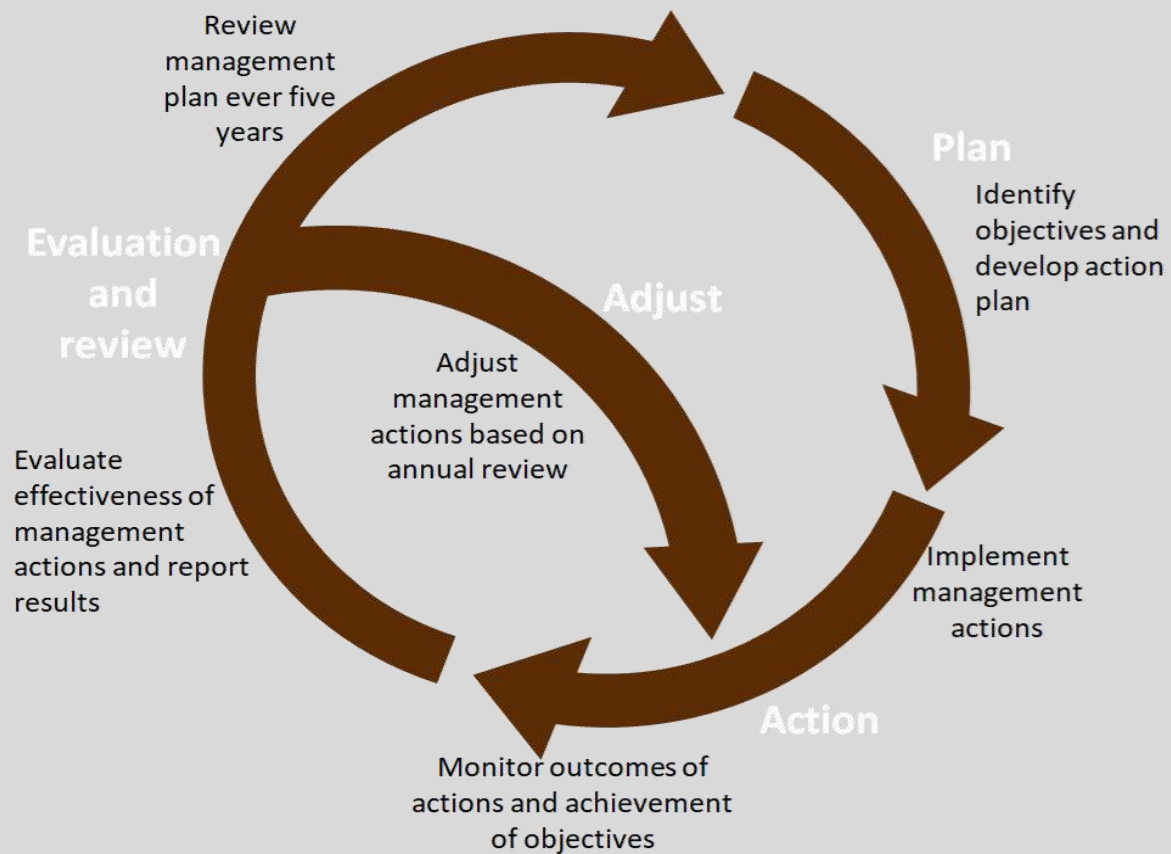 Review
management
plan ever five
years
Plan
Identify
objectives and
develop action
plan
Evaluation
and
review
Adjust
Adjust
management
actions based on
annual review
Evaluate
effectiveness of
management
actions and report
results
Implement
management
actions
Action
Monitor outcomes of
actions and achievement
of objectives